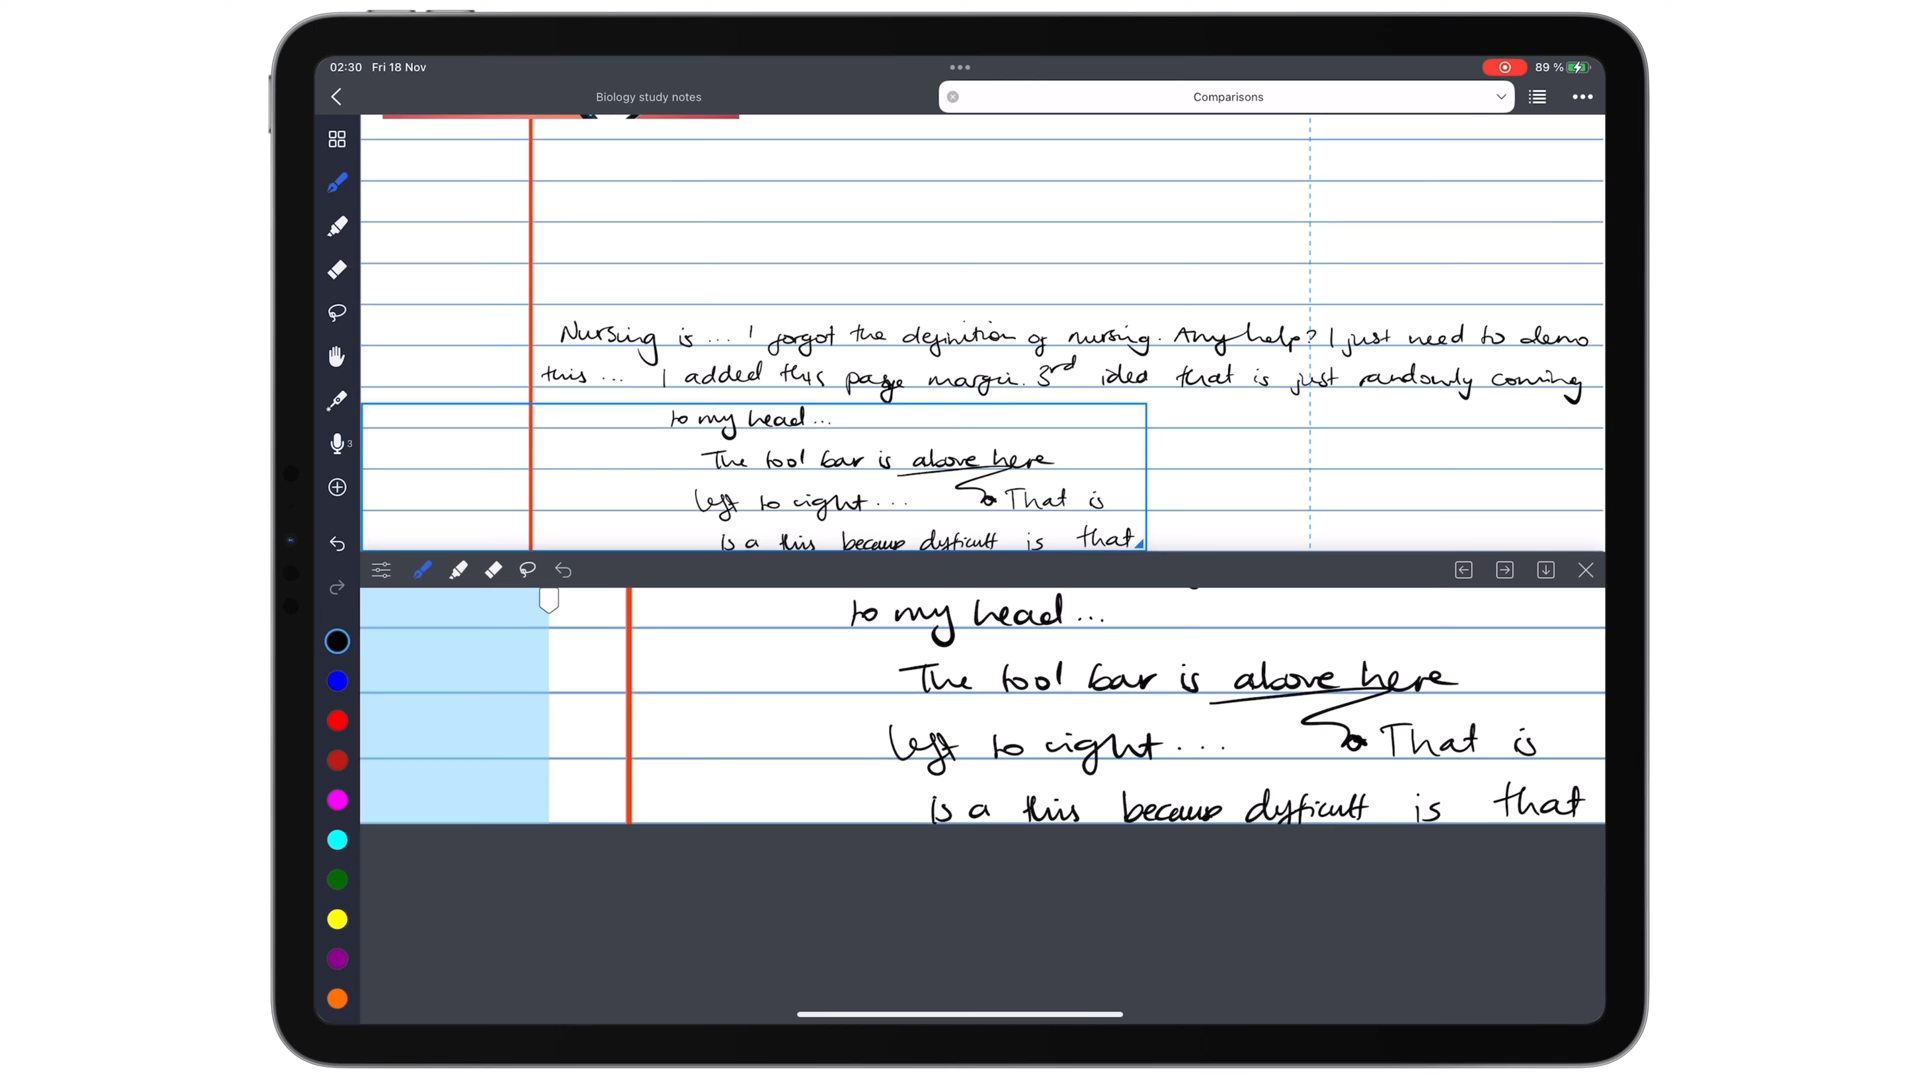 02:30 Fri 18 Nov
89 %
Biology study notes
Comparisons
Nursing is ... I forgot the definition of nursing. Any help? I just need to demo
this ... I added this page margin. 3rd idea that is just randomly coming
to my head...
The tool bar is above here
left to right ... That is
is a this because difficult is that
3
to my head...
The tool bar is above here
left to right ... That is
is a this because difficult is that